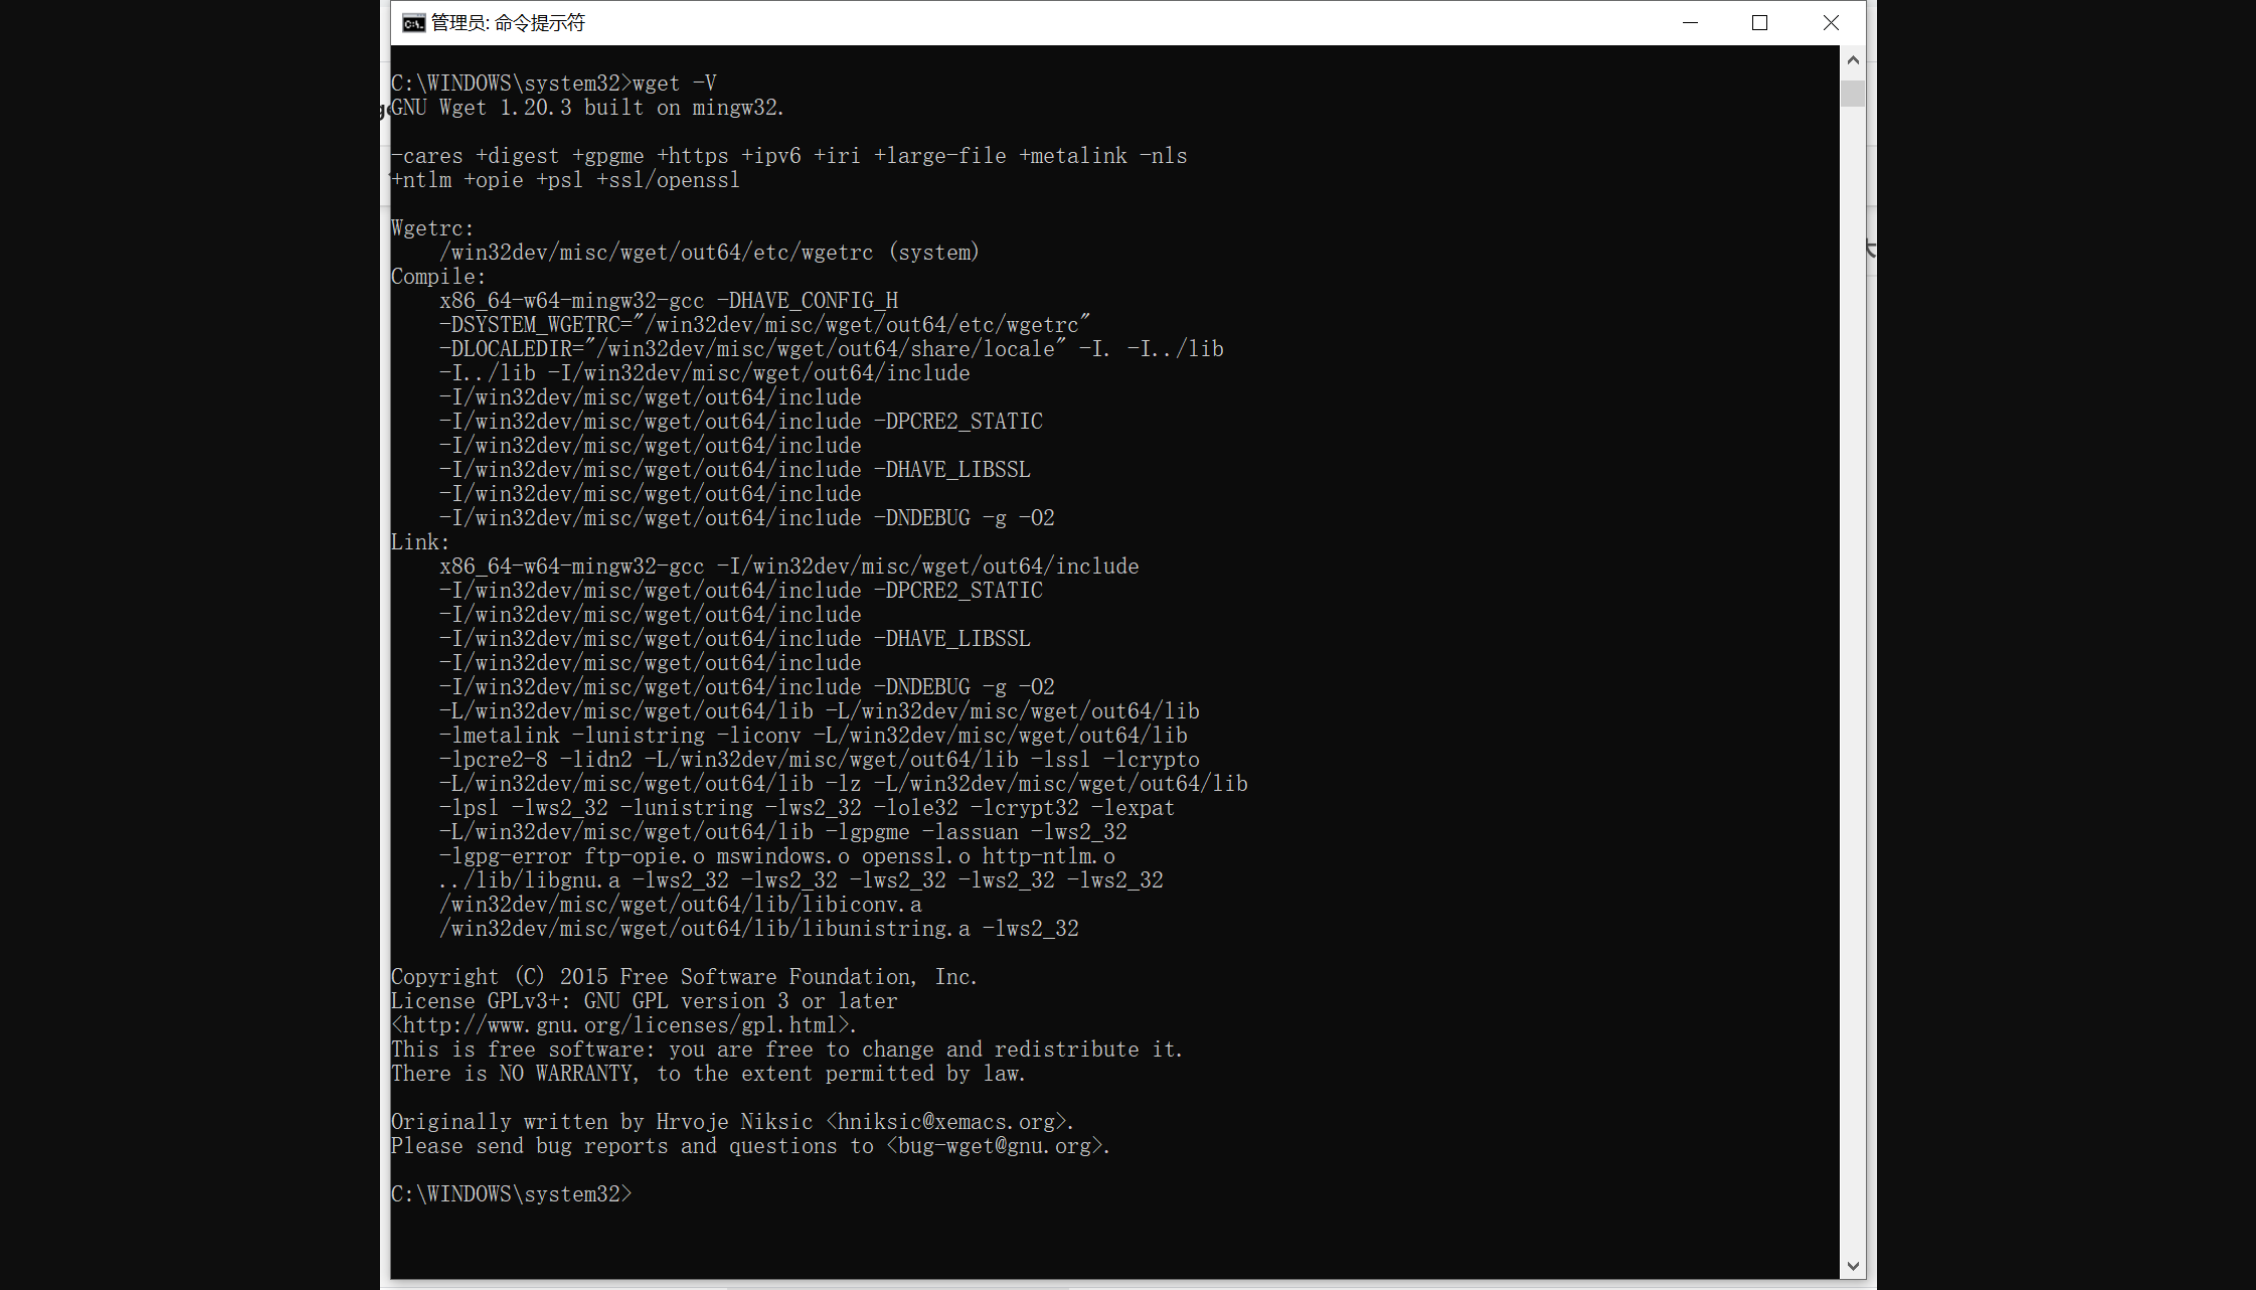 管理员: 命令提示符
C:\WINDOWS\system32>wget -V
GNU Wget 1.20.3 built on mingw32.
-cares +digest +gpgme +https +ipv6 +iri +large-file +metalink -nls
+ntlm +opie +psl +ssl/openssl
Wgetrc:
/win32dev/misc/wget/out64/etc/wgetrc (system)
Compile:
x86_64-w64-mingw32-gcc -DHAVE_CONFIG_H
-DSYSTEM_WGETRC="/win32dev/misc/wget/out64/etc/wgetrc"
-DLOCALEDIR="/win32dev/misc/wget/out64/share/locale" -I. -I../lib
-I../lib -I/win32dev/misc/wget/out64/include
-I/win32dev/misc/wget/out64/include
-I/win32dev/misc/wget/out64/include -DPCRE2_STATIC
-I/win32dev/misc/wget/out64/include
-I/win32dev/misc/wget/out64/include -DHAVE_LIBSSL
-I/win32dev/misc/wget/out64/include
-I/win32dev/misc/wget/out64/include -DNDEBUG -g -O2
Link:
x86_64-w64-mingw32-gcc -I/win32dev/misc/wget/out64/include
-I/win32dev/misc/wget/out64/include -DPCRE2_STATIC
-I/win32dev/misc/wget/out64/include
-I/win32dev/misc/wget/out64/include -DHAVE_LIBSSL
-I/win32dev/misc/wget/out64/include
-I/win32dev/misc/wget/out64/include -DNDEBUG -g -O2
-L/win32dev/misc/wget/out64/lib -L/win32dev/misc/wget/out64/lib
-lmetalink -lunistring -liconv -L/win32dev/misc/wget/out64/lib
-lpcre2-8 -lidn2 -L/win32dev/misc/wget/out64/lib -lssl -lcrypto
-L/win32dev/misc/wget/out64/lib -lz -L/win32dev/misc/wget/out64/lib
-lpsl -lws2_32 -lunistring -lws2_32 -lole32 -lcrypt32 -lexpat
-L/win32dev/misc/wget/out64/lib -lgpgme -lassuan -lws2_32
-lgpg-error ftp-opie.o mswindows.o openssl.o http-ntlm.o
../lib/libgnu.a -lws2_32 -lws2_32 -lws2_32 -lws2_32 -lws2_32
/win32dev/misc/wget/out64/lib/libiconv.a
/win32dev/misc/wget/out64/lib/libunistring.a -lws2_32
Copyright (C) 2015 Free Software Foundation, Inc.
License GPLv3+: GNU GPL version 3 or later
<http://www.gnu.org/licenses/gpl.html>.
This is free software: you are free to change and redistribute it.
There is NO WARRANTY, to the extent permitted by law.
Originally written by Hrvoje Niksic <hniksic@xemacs.org>.
Please send bug reports and questions to <bug-wget@gnu.org>.
C:\WINDOWS\system32>